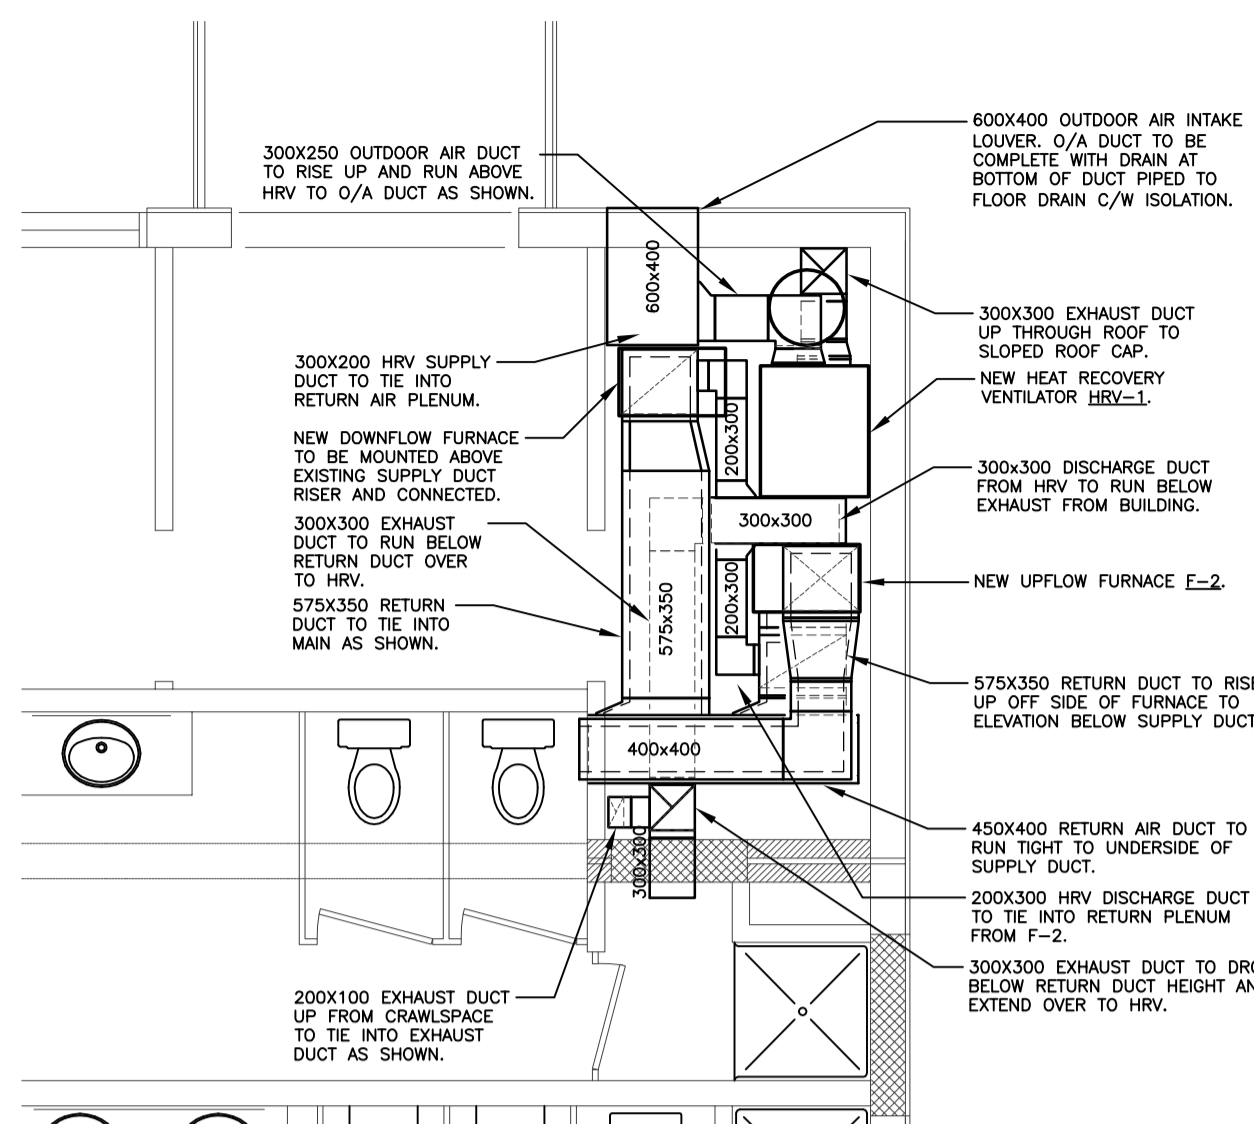 600X400 OUTDOOR AIR INTAKE
LOUVER. O/A DUCT TO BE
COMPLETE WITH DRAIN AT
BOTTOM OF DUCT PIPED TO
FLOOR DRAIN C/W ISOLATION.
300X250 OUTDOOR AIR DUCT
TO RISE UP AND RUN ABOVE
HRV TO O/A DUCT AS SHOWN.
600x400
300X300 EXHAUST DUCT
UP THROUGH ROOF TO
SLOPED ROOF CAP.
300X200 HRV SUPPLY
DUCT TO TIE INTO
RETURN AIR PLENUM.
NEW HEAT RECOVERY
VENTILATOR HRV-1.
NEW DOWNFLOW FURNACE
TO BE MOUNTED ABOVE
EXISTING SUPPLY DUCT
RISER AND CONNECTED.
200x300
300x300 DISCHARGE DUCT
FROM HRV TO RUN BELOW
EXHAUST FROM BUILDING.
300X300 EXHAUST
DUCT TO RUN BELOW
RETURN DUCT OVER
TO HRV.
300x300
NEW UPFLOW FURNACE F-2.
575X350 RETURN
DUCT TO TIE INTO
MAIN AS SHOWN.
575x350
200x300
575X350 RETURN DUCT TO RISE
UP OFF SIDE OF FURNACE TO
ELEVATION BELOW SUPPLY DUCT
400x400
450X400 RETURN AIR DUCT TO
RUN TIGHT TO UNDERSIDE OF
SUPPLY DUCT.
300x300
200X300 HRV DISCHARGE DUCT
TO TIE INTO RETURN PLENUM
FROM F-2.
300X300 EXHAUST DUCT TO DRO
BELOW RETURN DUCT HEIGHT AN
EXTEND OVER TO HRV.
200X100 EXHAUST DUCT
UP FROM CRAWLSPACE
TO TIE INTO EXHAUST
DUCT AS SHOWN.